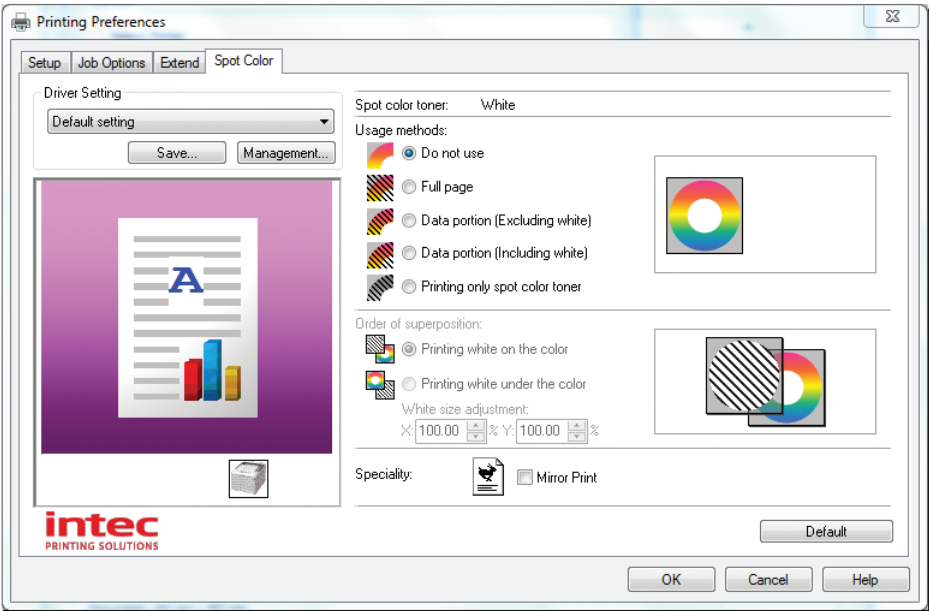 Printing Preferences
Setup Job Options Extend Spot Color
Driver Setting
Default setting
Save... Management...
A
intec
PRINTING SOLUTIONS
Spot color toner: White
Usage methods:
Do not use
Full page
Data portion (Excluding white)
Data portion (Including white)
Printing only spot color toner
Order of superposition:
Printing white on the color
Printing white under the color
White size adjustment:
X: 100.00 % Y: 100.00 %
Speciality: Mirror Print
Default
OK Cancel Help